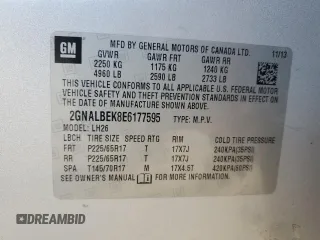 GM
MFD BY GENERAL MOTORS OF CANADA LTD.
11/13
GVWR GAWR FRT GAWR RR
2250 KG 1175 KG 1240 KG
4960 LB 2590 LB 2733 LB
THIS VEHICLE CONFORMS TO ALL APPLICABLE U.S. FEDERAL MOTOR
VEHICLE SAFETY AND THEFT PREVENTION STANDARDS IN EFFECT ON
THE DATE OF MANUFACTURE SHOWN ABOVE.
2GNALBEK8E6177595 TYPE: M.P.V.
MODEL: LH26
LBCH TIRE SIZE SPEED RTG RIM COLD TIRE PRESSURE
FRT P225/65R17 T 17X7J 240KPA(35PSI)
RR P225/65R17 T 17X7J 240KPA(35PSI)
SPA T145/70R17 M 17X4.5T 420KPA(60PSI)
SEE OWNER'S MANUAL FOR ADDITIONAL INFORMATION.